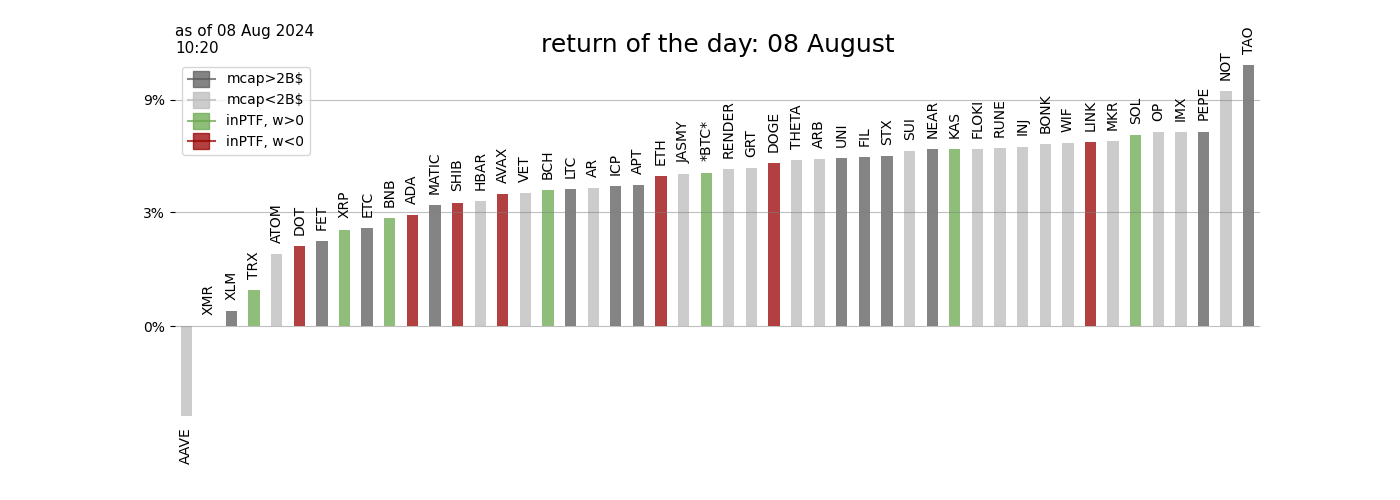 as of 08 Aug 2024
10:20
return of the day: 08 August
mcap>2B$
mcap<2B$
inPTF, w>0
inPTF, w<0
9%
3%
0%
AAVE
XMR
XLM
TRX
ATOM
DOT
FET
XRP
ETC
BNB
ADA
MATIC
SHIB
HBAR
AVAX
VET
BCH
LTC
AR
ICP
APT
ETH
JASMY
*BTC*
RENDER
GRT
DOGE
THETA
ARB
UNI
FIL
STX
SUI
NEAR
KAS
FLOKI
RUNE
INJ
BONK
WIF
LINK
MKR
SOL
OP
IMX
PEPE
NOT
TAO